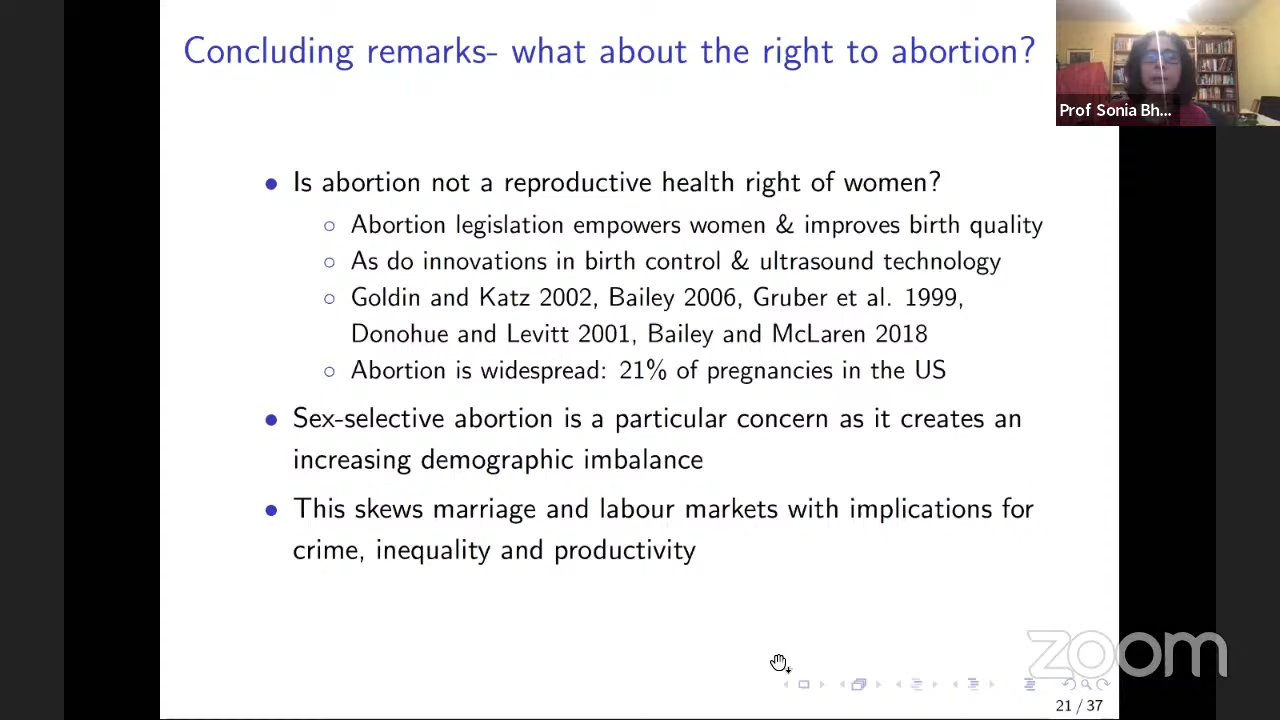 Concluding remarks- what about the right to abortion?
Prof Sonia Bh...
• Is abortion not a reproductive health right of women?
○ Abortion legislation empowers women & improves birth quality
○ As do innovations in birth control & ultrasound technology
○ Goldin and Katz 2002, Bailey 2006, Gruber et al. 1999,
Donohue and Levitt 2001, Bailey and McLaren 2018
○ Abortion is widespread: 21% of pregnancies in the US
• Sex-selective abortion is a particular concern as it creates an
increasing demographic imbalance
• This skews marriage and labour markets with implications for
crime, inequality and productivity
zoom
21 / 37